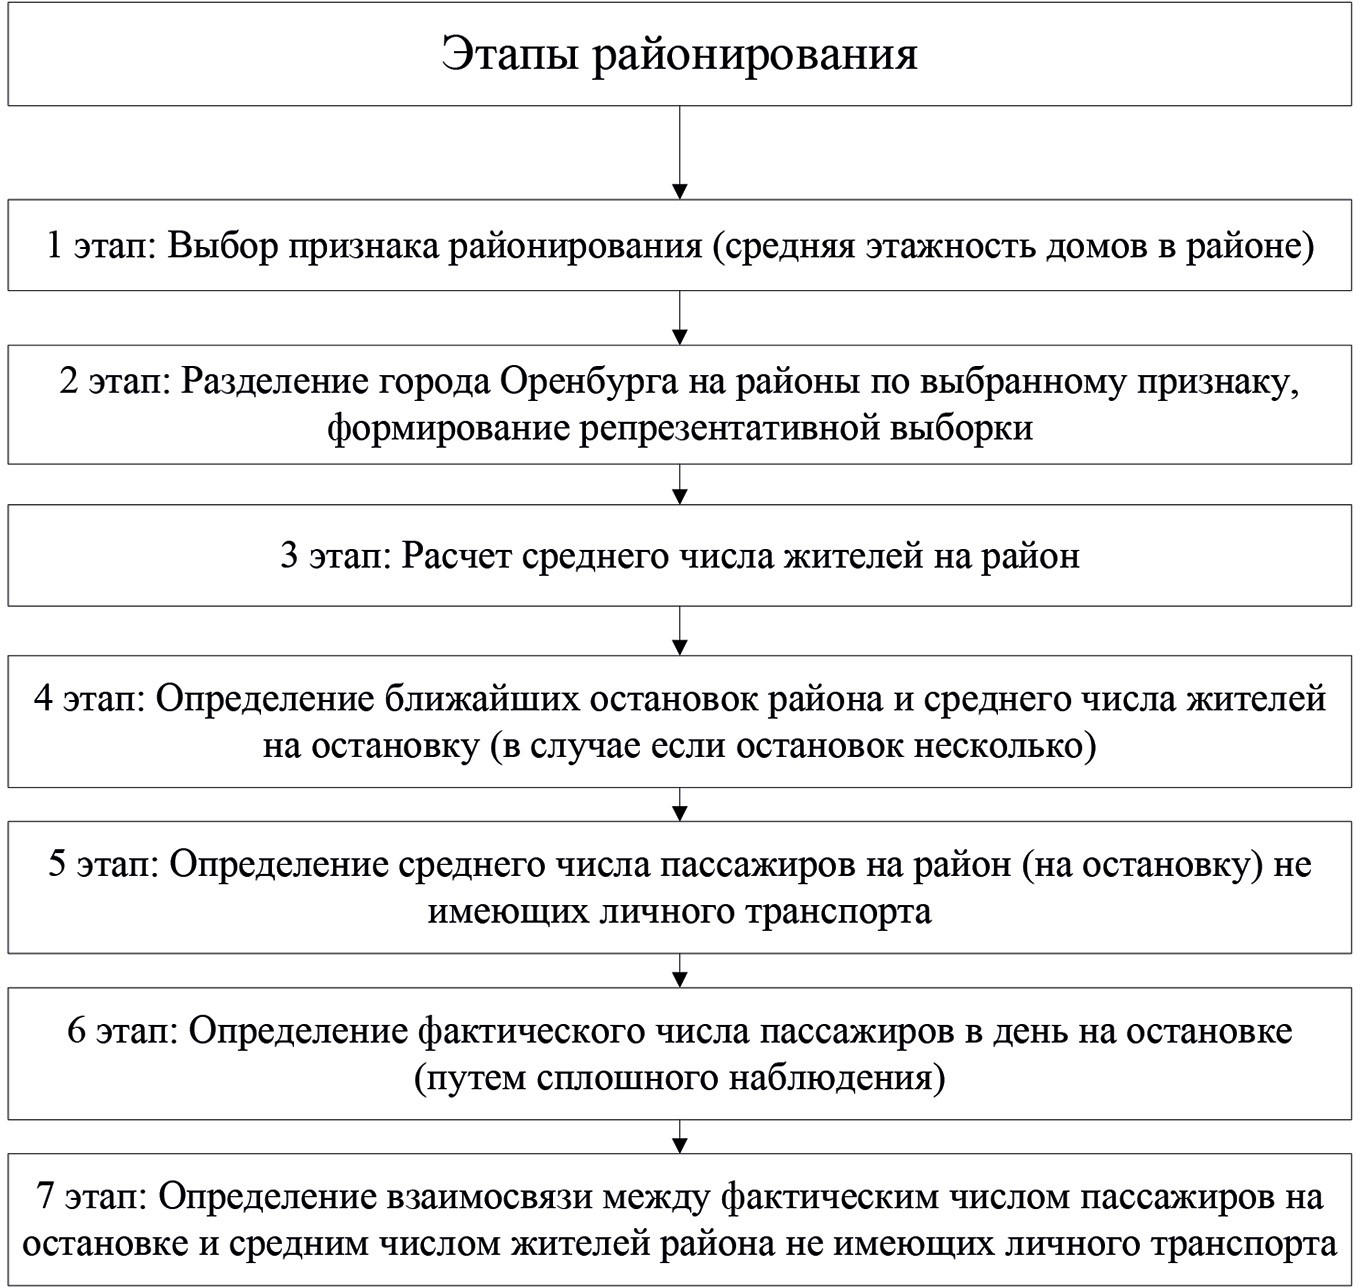 Этапы районирования
1 этап: Выбор признака районирования (средняя этажность домов в районе)
2 этап: Разделение города Оренбурга на районы по выбранному признаку,
формирование репрезентативной выборки
3 этап: Расчет среднего числа жителей на район
4 этап: Определение ближайших остановок района и среднего числа жителей
на остановку (в случае если остановок несколько)
5 этап: Определение среднего числа пассажиров на район (на остановку) не
имеющих личного транспорта
6 этап: Определение фактического числа пассажиров в день на остановке
(путем сплошного наблюдения)
7 этап: Определение взаимосвязи между фактическим числом пассажиров на
остановке и средним числом жителей района не имеющих личного транспорта